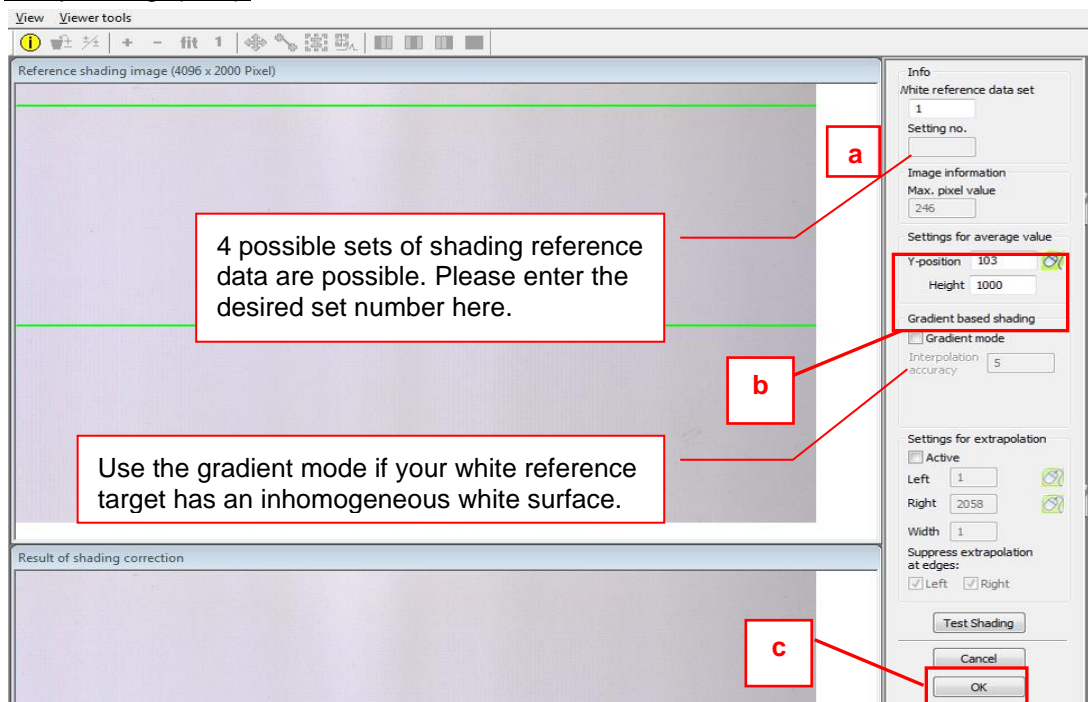 View Viewer tools
+ - fit 1
Reference shading image (4096 x 2000 Pixel)
Info
White reference data set
1
Setting no.
a
Image information
Max. pixel value
246
4 possible sets of shading reference
data are possible. Please enter the
desired set number here.
Settings for average value
Y-position 103
Height 1000
Gradient based shading
Gradient mode
Interpolation
accuracy 5
b
Use the gradient mode if your white reference
target has an inhomogeneous white surface.
Settings for extrapolation
Active
Left 1
Right 2058
Width 1
Suppress extrapolation
at edges:
Left Right
Result of shading correction
Test Shading
c
Cancel
OK